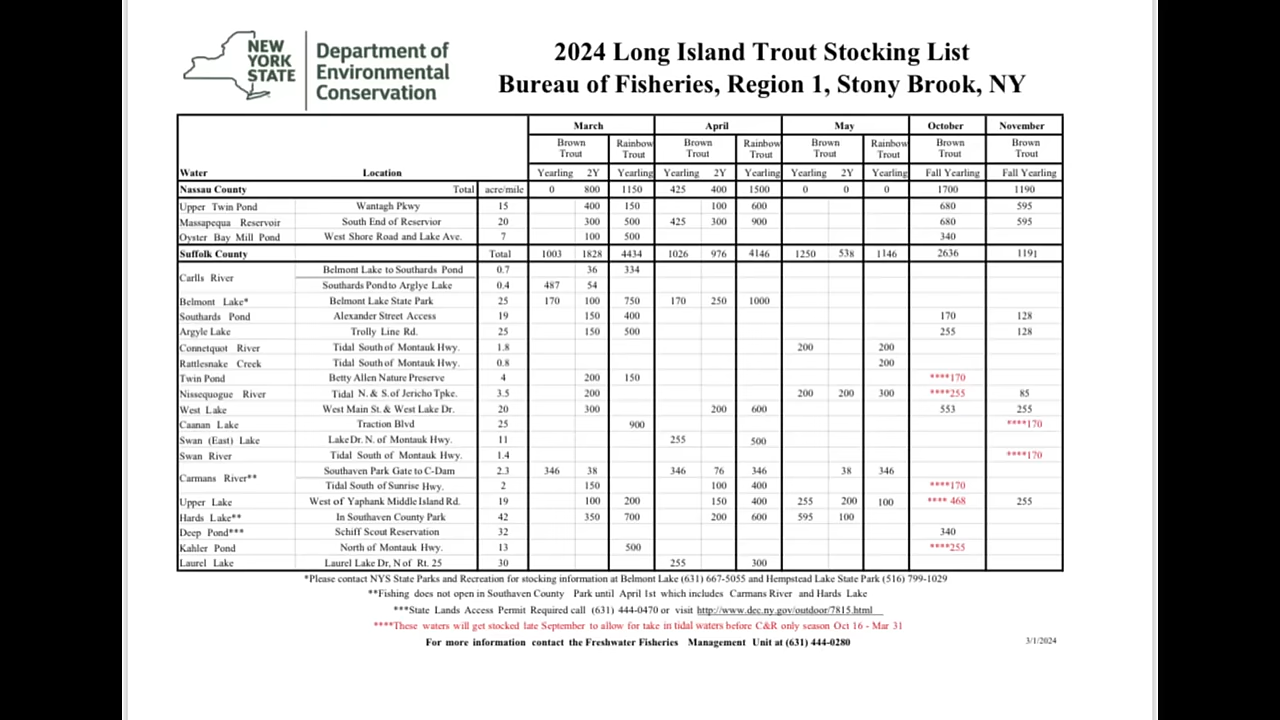 NEW YORK STATE
Department of Environmental Conservation
2024 Long Island Trout Stocking List
Bureau of Fisheries, Region 1, Stony Brook, NY
March April May October November
Brown Trout Rainbow Trout Brown Trout Rainbow Trout Brown Trout Rainbow Trout Brown Trout Brown Trout
Water Location Yearling 2Y Yearling Yearling 2Y Yearling Yearling 2Y Yearling Fall Yearling Fall Yearling
Nassau County Total acre/mile 0 800 1150 425 400 1500 0 0 0 1700 1190
Upper Twin Pond Wantagh Pkwy 15 400 150 100 600 680 595
Massapequa Reservoir South End of Reservior 20 300 500 425 300 900 680 595
Oyster Bay Mill Pond West Shore Road and Lake Ave. 7 100 500 340
Suffolk County Total 1003 1828 4434 1026 976 4146 1250 538 1146 2636 1191
Carlls River Belmont Lake to Southards Pond 0.7 36 334
Southards Pond to Arglye Lake 0.4 487 54
Belmont Lake* Belmont Lake State Park 25 170 100 750 170 250 1000
Southards Pond Alexander Street Access 19 150 400 170 128
Argyle Lake Trolly Line Rd. 25 150 500 255 128
Connetquot River Tidal South of Montauk Hwy. 1.8 200 200
Rattlesnake Creek Tidal South of Montauk Hwy. 0.8 200
Twin Pond Betty Allen Nature Preserve 4 200 150 ****170
Nissequogue River Tidal N. & S. of Jericho Tpke. 3.5 200 200 200 300 ****255 85
West Lake West Main St. & West Lake Dr. 20 300 200 600 553 255
Caanan Lake Traction Blvd 25 900 ****170
Swan (East) Lake Lake Dr. N. of Montauk Hwy. 11 255 500
Swan River Tidal South of Montauk Hwy. 1.4 ****170
Carmans River** Southaven Park Gate to C-Dam 2.3 346 38 346 76 346 38 346
Tidal South of Sunrise Hwy. 2 150 100 400 ****170
Upper Lake West of Yaphank Middle Island Rd. 19 100 200 150 400 255 200 100 **** 468 255
Hards Lake** In Southaven County Park 42 350 700 200 600 595 100
Deep Pond*** Schiff Scout Reservation 32 340
Kahler Pond North of Montauk Hwy. 13 500 ****255
Laurel Lake Laurel Lake Dr, N of Rt. 25 30 255 300
*Please contact NYS State Parks and Recreation for stocking information at Belmont Lake (631) 667-5055 and Hempstead Lake State Park (516) 799-1029
**Fishing does not open in Southaven County Park until April 1st which includes Carmans River and Hards Lake
***State Lands Access Permit Required call (631) 444-0470 or visit http://www.dec.ny.gov/outdoor/7815.html
****These waters will get stocked late September to allow for take in tidal waters before C&R only season Oct 16 - Mar 31
For more information contact the Freshwater Fisheries Management Unit at (631) 444-0280
3/1/2024